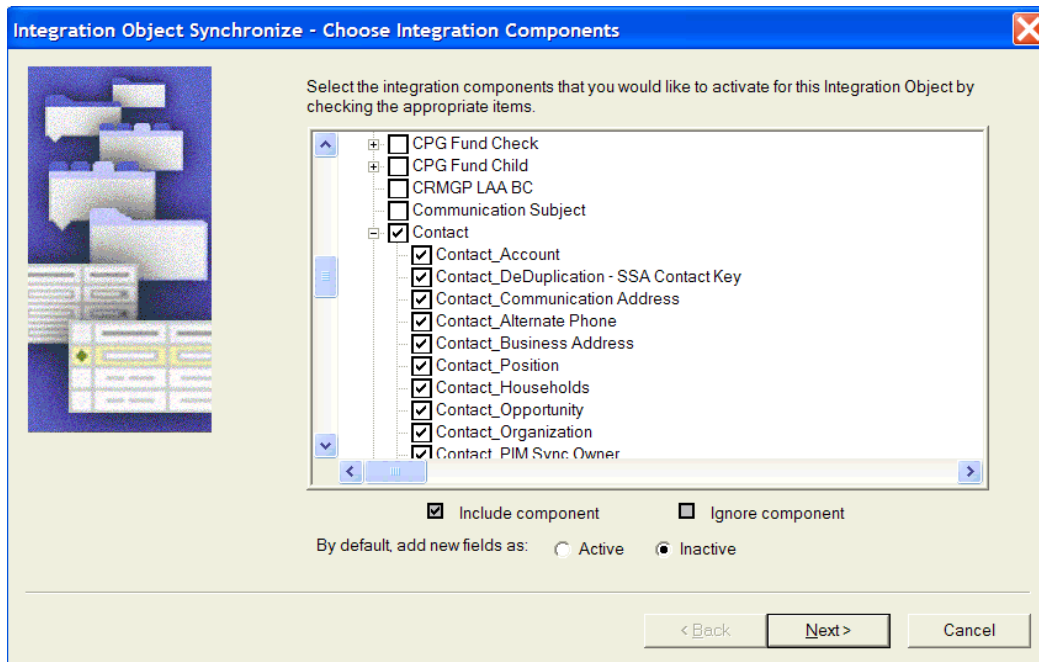 Integration Object Synchronize - Choose Integration Components
Select the integration components that you would like to activate for this Integration Object by
checking the appropriate items.
CPG Fund Check
CPG Fund Child
CRMGP LAA BC
Communication Subject
Contact
Contact_Account
Contact_DeDuplication - SSA Contact Key
Contact_Communication Address
Contact_Alternate Phone
Contact_Business Address
Contact_Position
Contact_Households
Contact_Opportunity
Contact_Organization
Contact_PIM Sync Owner
Include component Ignore component
By default, add new fields as: Active Inactive
< Back Next > Cancel